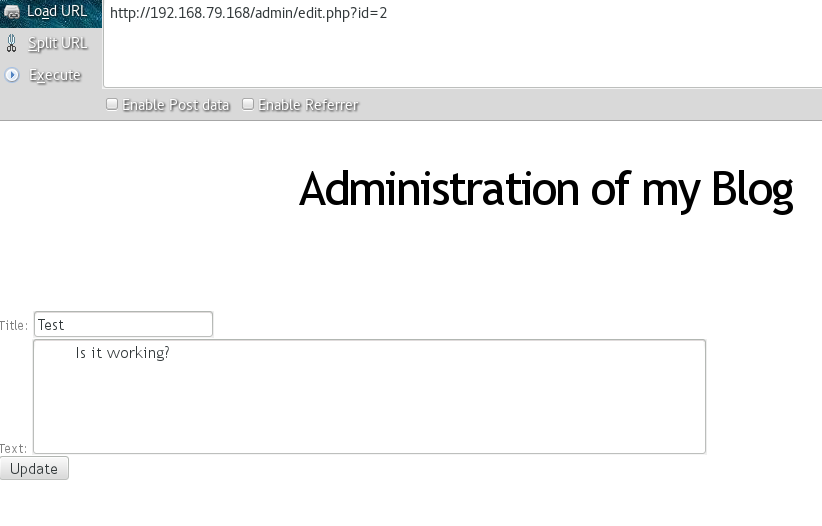 Load URL
http://192.168.79.168/admin/edit.php?id=2
Split URL
Execute
Enable Post data Enable Referrer
Administration of my Blog
Title: Test
Is it working?
Text:
Update